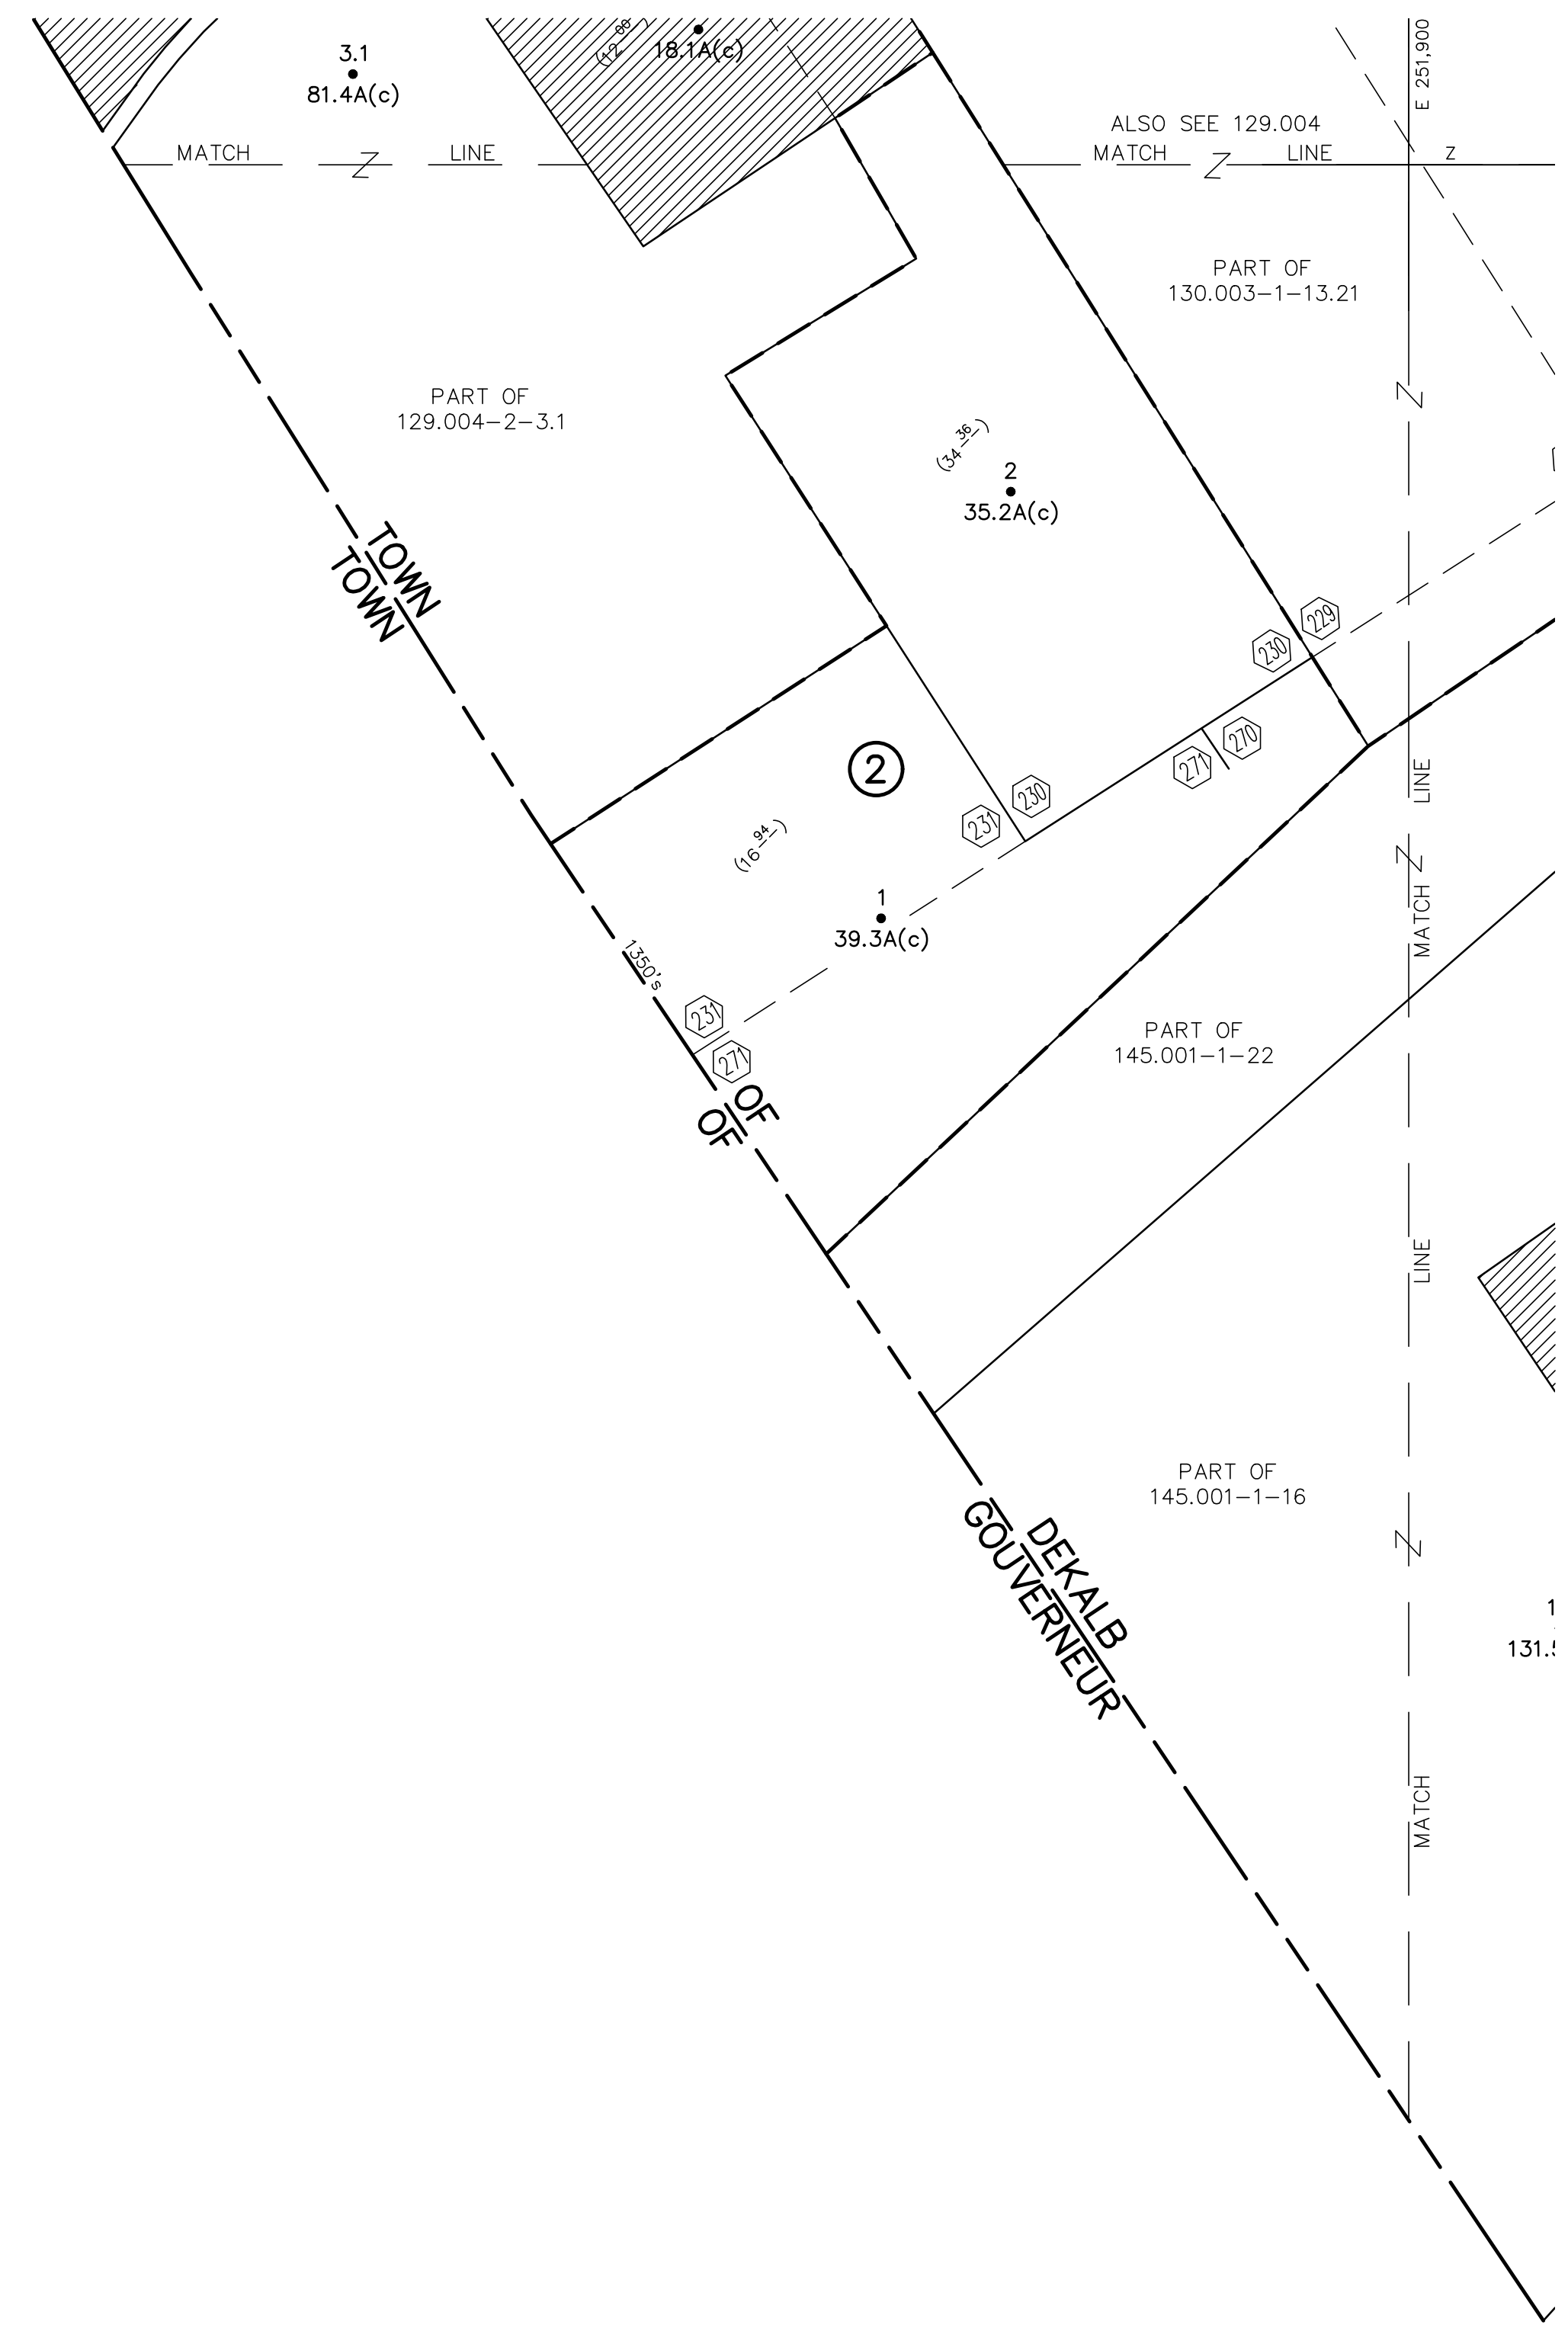 3.1
81.4A(c)
(12 00)
18.1A(c)
E 251,900
ALSO SEE 129.004
MATCH Z LINE
MATCH Z LINE Z
PART OF
130.003-1-13.21
PART OF
129.004-2-3.1
(34 36)
2
35.2A(c)
TOWN
TOWN
229
230
270
271
LINE
2
230
231
(16 94)
MATCH
1
39.3A(c)
1350's
231
271
PART OF
145.001-1-22
OF
OF
LINE
PART OF
145.001-1-16
DEKALB
GOUVERNEUR
MATCH